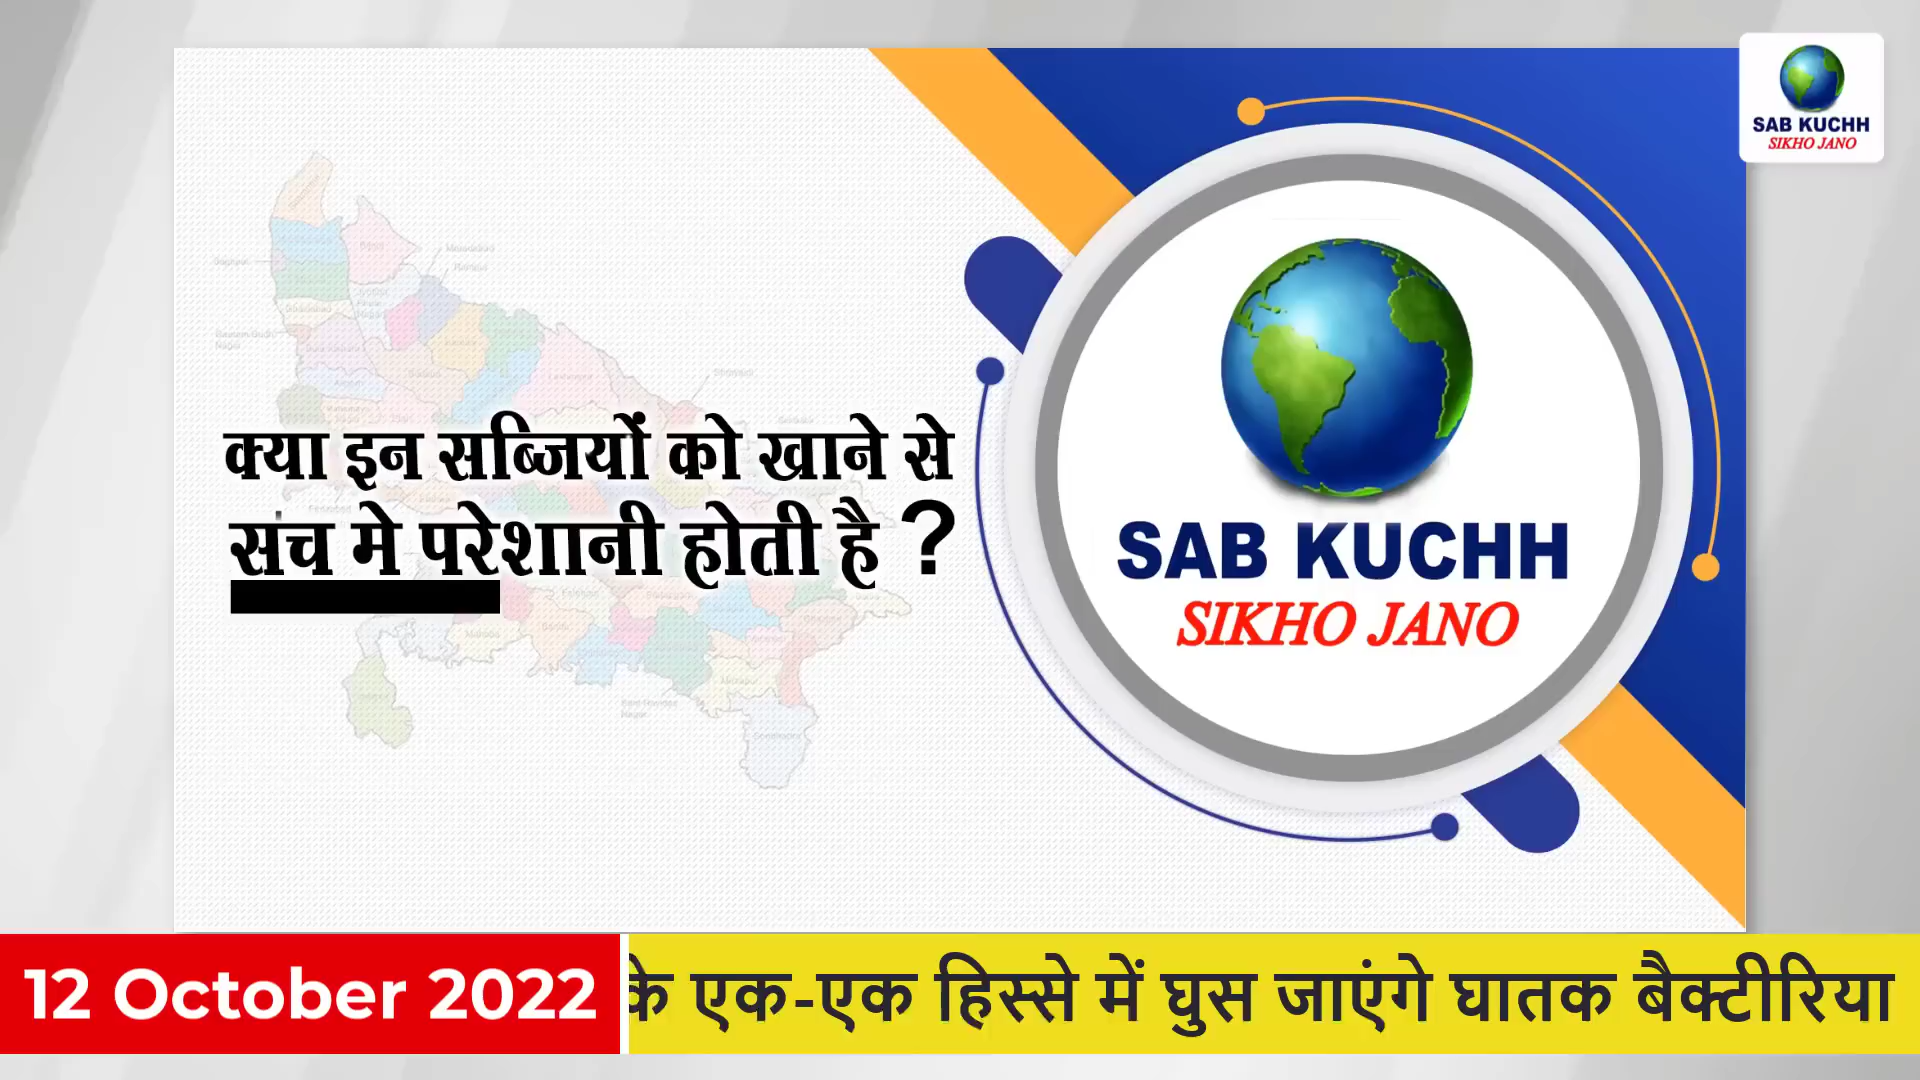 SAB KUCHH
SIKHO JANO
क्या इन सब्जियों को खाने से
संच मे परेशानी होती है ?
SAB KUCHH
SIKHO JANO
12 October 2022
के एक-एक हिस्से में घुस जाएंगे घातक बैक्टीरिया